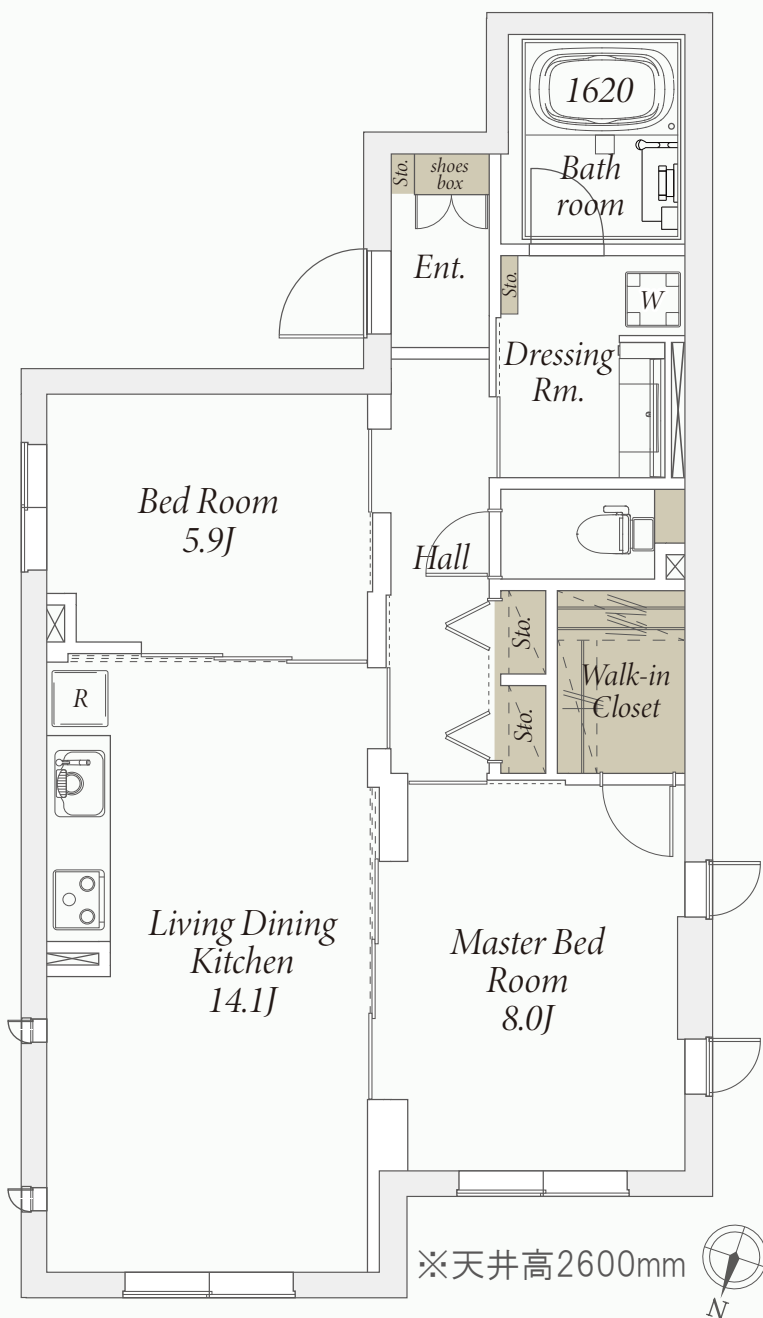 1620
Bath
room
Sto.
shoes
box
Ent.
Sto.
W
Dressing
Rm.
Bed Room
5.9J
Hall
Sto.
Walk-in
Closet
Sto.
R
Living Dining
Kitchen
14.1J
Master Bed
Room
8.0J
※天井高2600mm
N